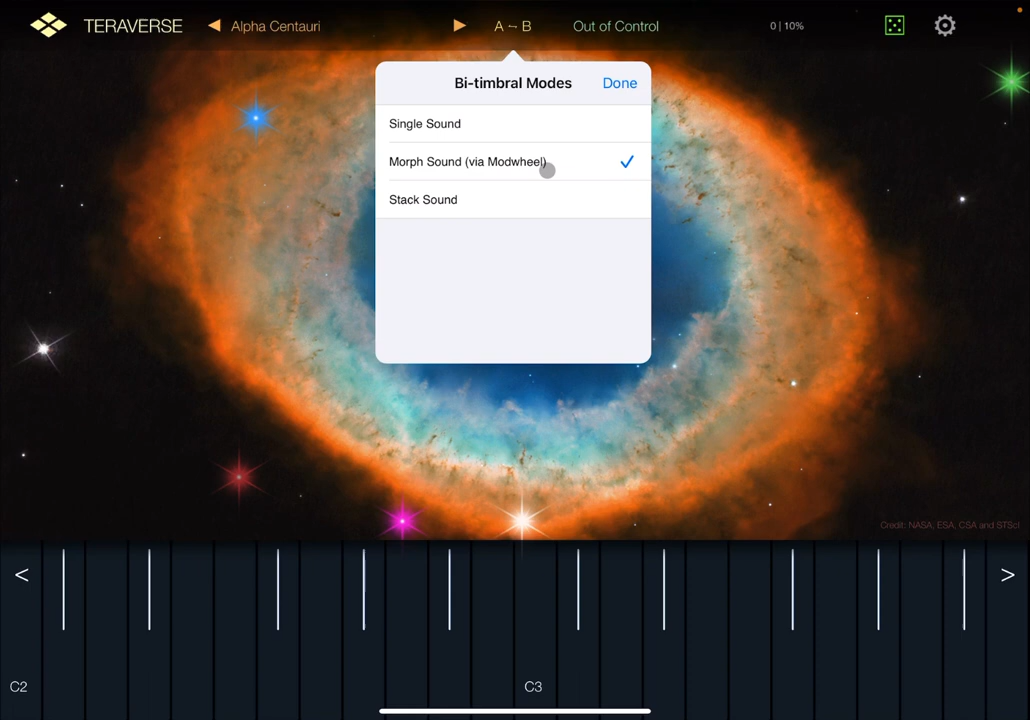 TERAVERSE
Alpha Centauri
A ↔ B
Out of Control
0 | 10%
Bi-timbral Modes
Done
Single Sound
Morph Sound (via Modwheel)
Stack Sound
Credit: NASA, ESA, CSA and STScI
<
>
C2
C3